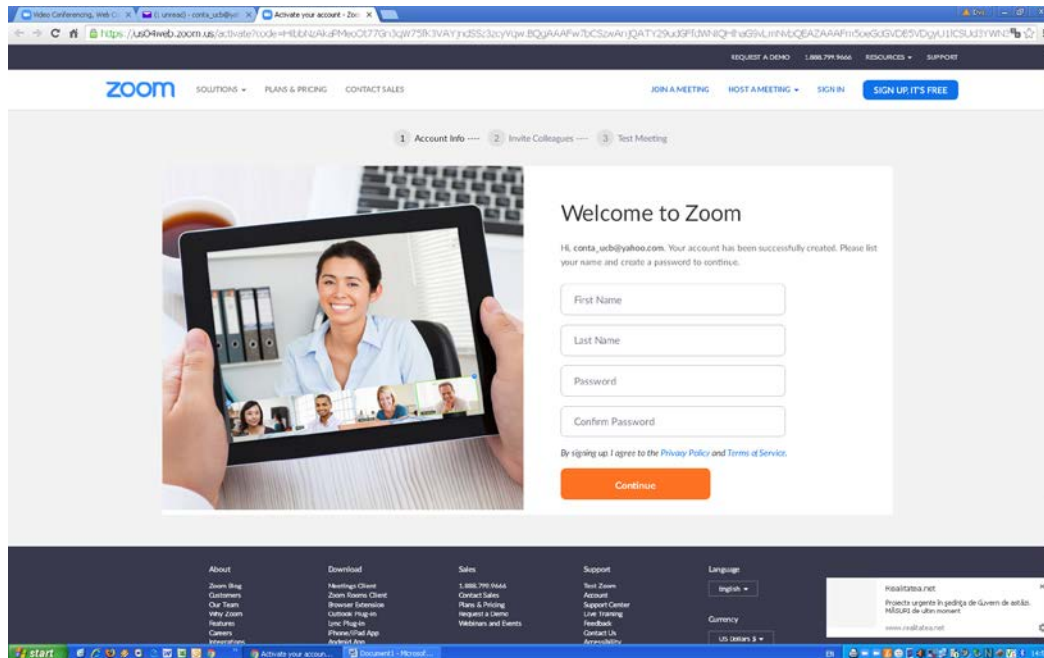 Video Conferencing, Web Co
(1 unread) - conta_ucb@ya
Activate your account - Zoo
REQUEST A DEMO 1.888.799.9666 RESOURCES SUPPORT
zoom SOLUTIONS PLANS & PRICING CONTACT SALES JOIN A MEETING HOST A MEETING SIGN IN SIGN UP, IT'S FREE
1 Account Info ---- 2 Invite Colleagues ---- 3 Test Meeting
Welcome to Zoom
Hi, conta_ucb@yahoo.com. Your account has been successfully created. Please list
your name and create a password to continue.
First Name
Last Name
Password
Confirm Password
By signing up, I agree to the Privacy Policy and Terms of Service.
Continue
About
Zoom Blog
Customers
Our Team
Why Zoom
Features
Careers
Integrations
Download
Meetings Client
Zoom Rooms Client
Browser Extension
Outlook Plug-in
Lync Plug-in
iPhone/iPad App
Android App
Sales
1.888.799.9666
Contact Sales
Plans & Pricing
Request a Demo
Webinars and Events
Support
Test Zoom
Account
Support Center
Live Training
Feedback
Contact Us
Accessibility
Language
English
Currency
US Dollars $
Realitatea.net
Proiecte urgente în ședința de Guvern de astăzi.
MĂSURI de ultim moment
www.realitatea.net
start
Activate your accoun...
Document1 - Microsof...
EN